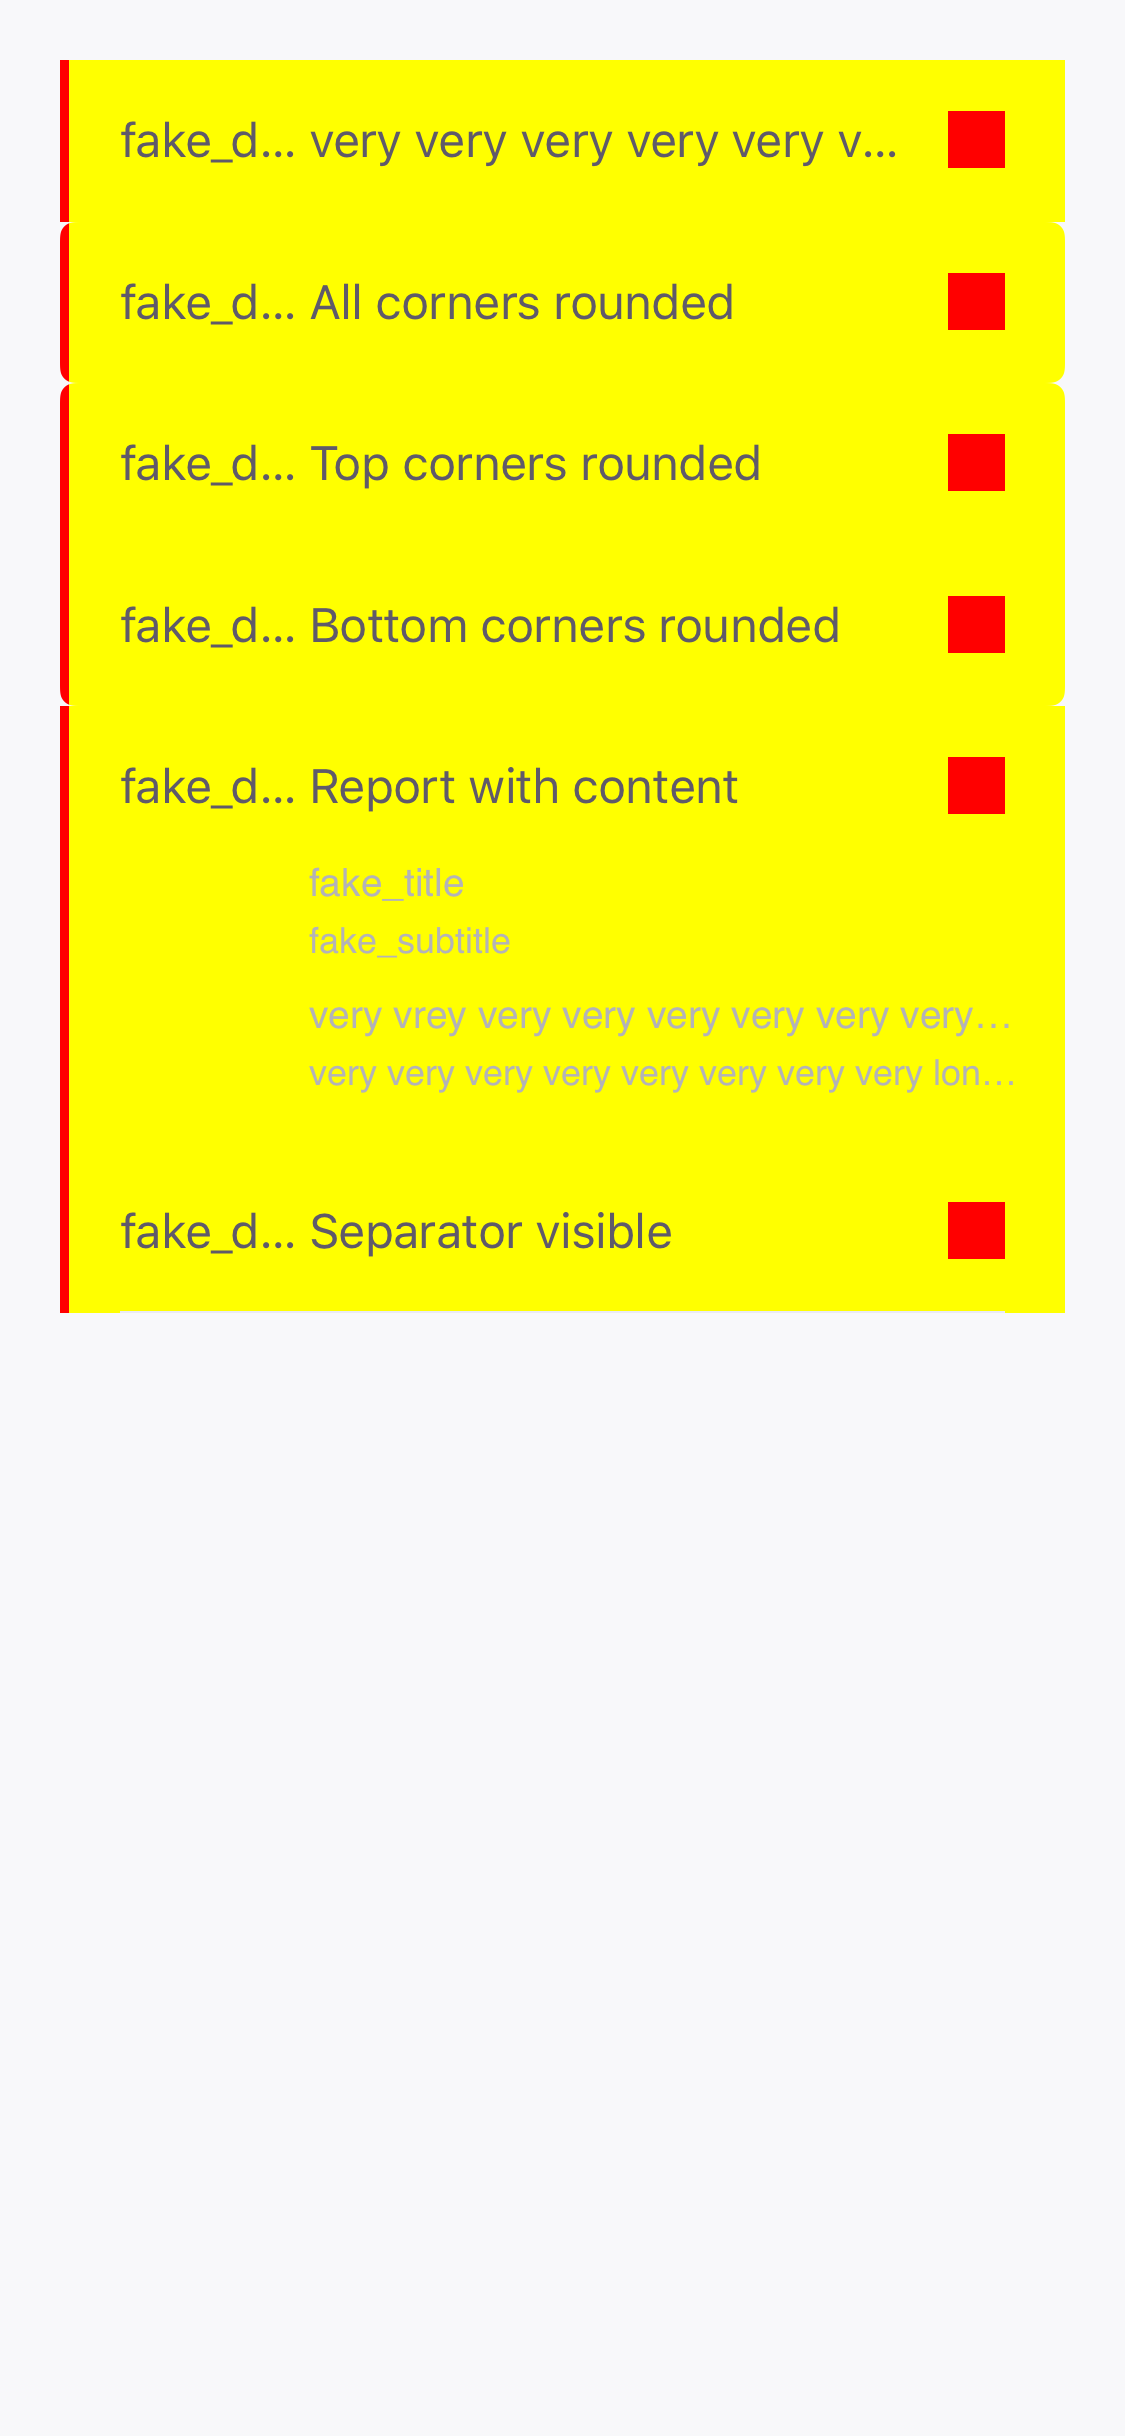 fake_d... very very very very very v...
fake_d... All corners rounded
fake_d... Top corners rounded
fake_d... Bottom corners rounded
fake_d... Report with content
fake_title
fake_subtitle
very vrey very very very very very very...
very very very very very very very very lon...
fake_d... Separator visible